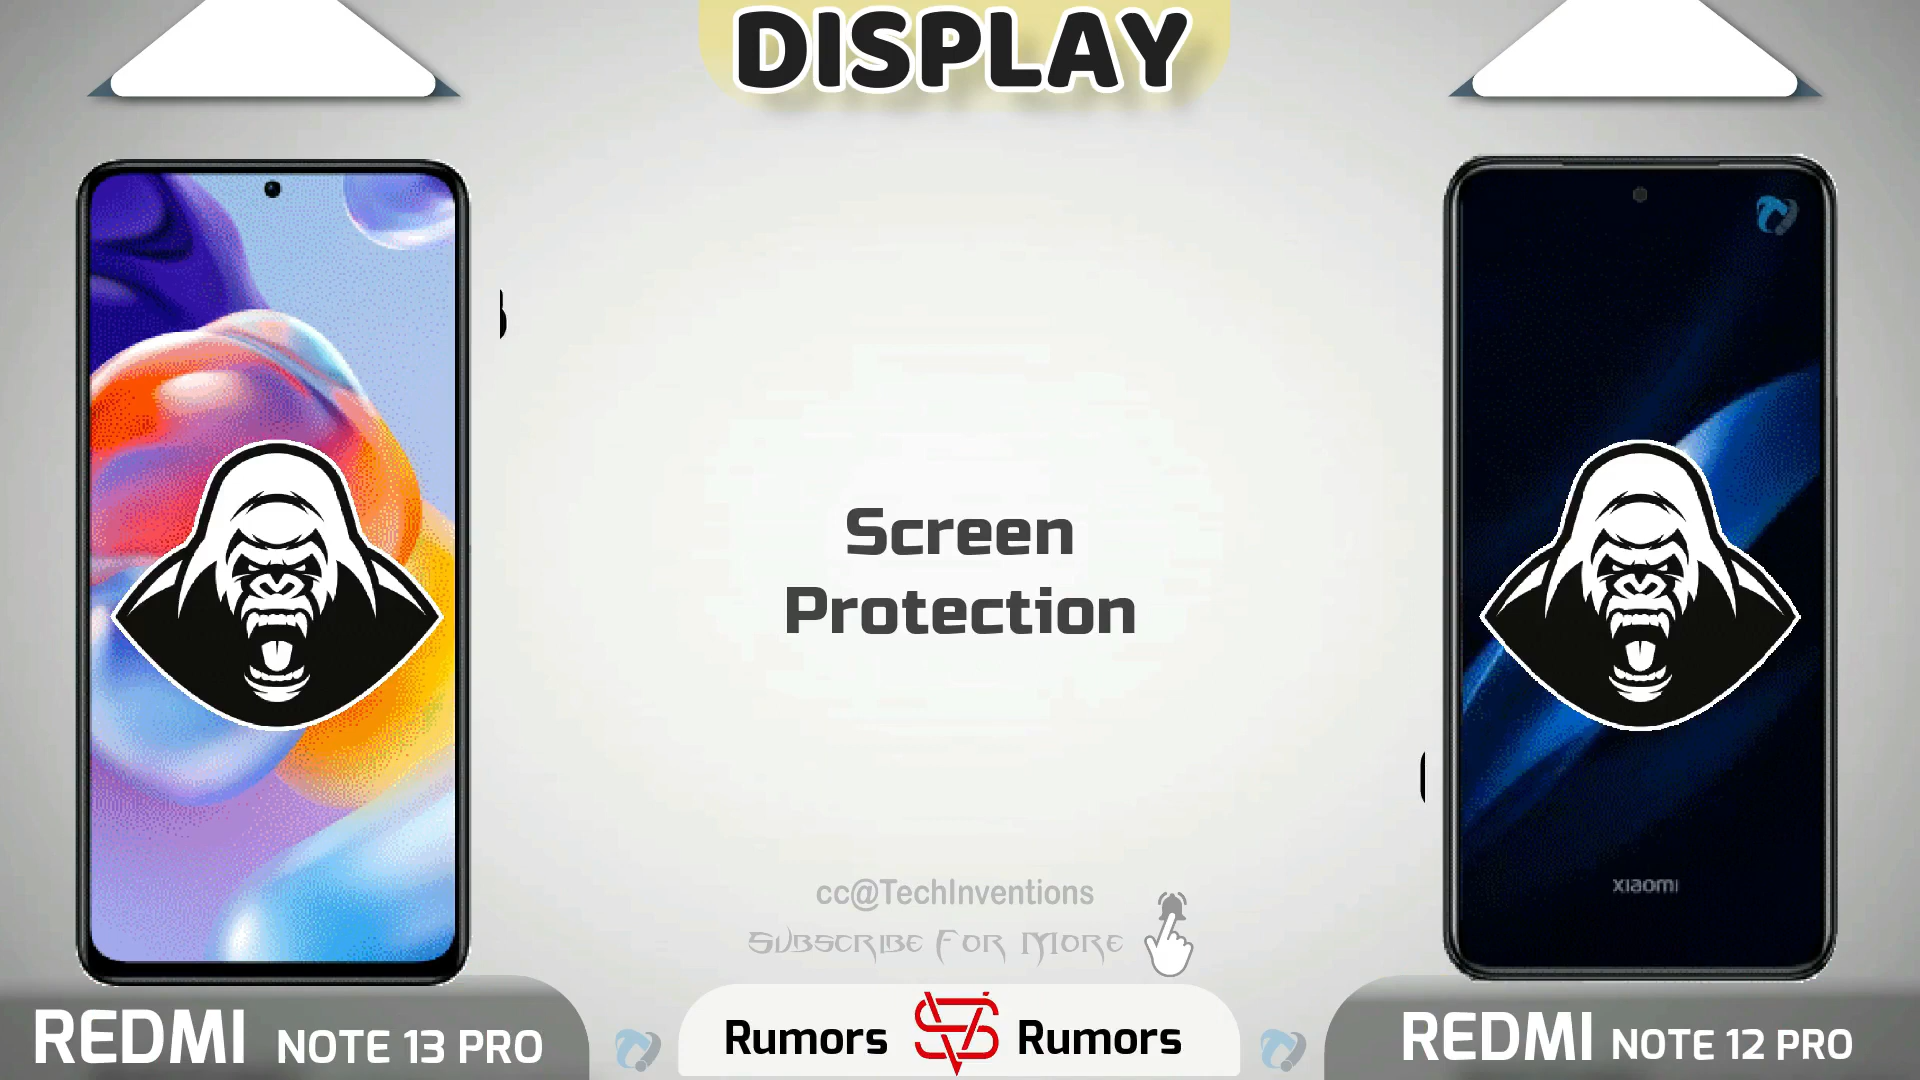 DISPLAY
Screen
Protection
xiaomi
cc@TechInventions
SUBSCRIBE FOR MORE
REDMI NOTE 13 PRO
Rumors VS Rumors
REDMI NOTE 12 PRO